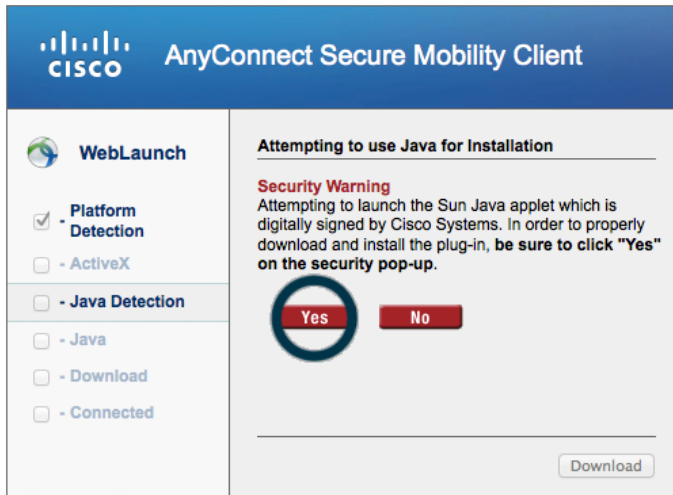 CISCO
AnyConnect Secure Mobility Client
WebLaunch
- Platform
Detection
- ActiveX
- Java Detection
- Java
- Download
- Connected
Attempting to use Java for Installation
Security Warning
Attempting to launch the Sun Java applet which is
digitally signed by Cisco Systems. In order to properly
download and install the plug-in, be sure to click "Yes"
on the security pop-up.
Yes
No
Download